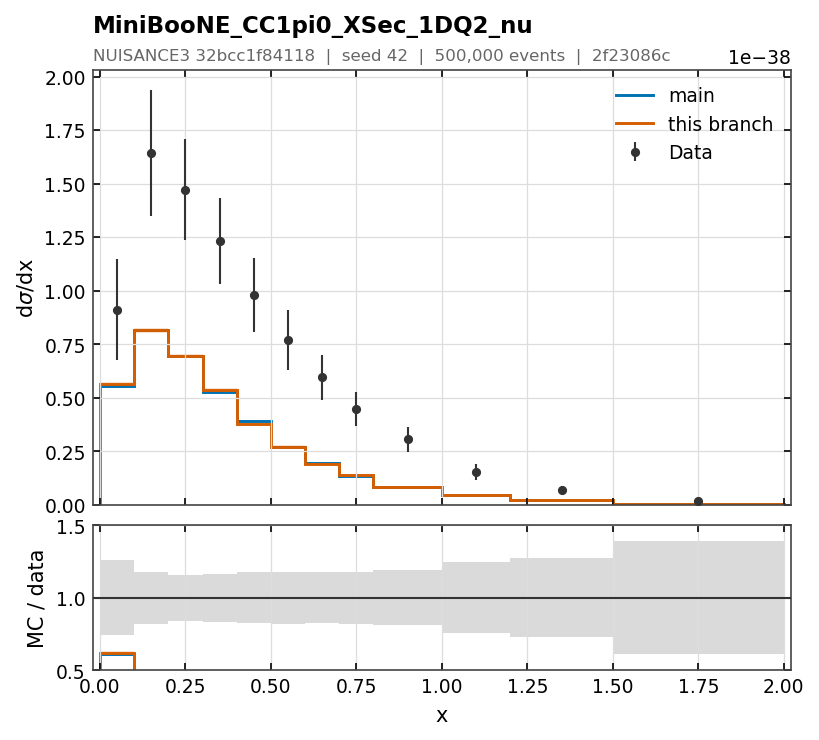 MiniBooNE_CC1pi0_XSec_1DQ2_nu
NUISANCE3 32bcc1f84118 | seed 42 | 500,000 events | 2f23086c
1e−38
main
this branch
Data
dσ/dx
2.00
1.75
1.50
1.25
1.00
0.75
0.50
0.25
0.00
MC / data
1.5
1.0
0.5
0.00 0.25 0.50 0.75 1.00 1.25 1.50 1.75 2.00
x